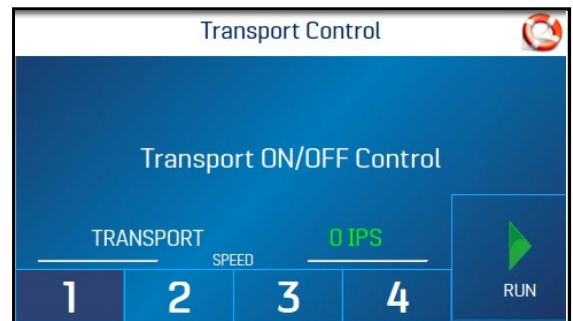 Transport Control
Transport ON/OFF Control
TRANSPORT
0 IPS
SPEED
1
2
3
4
RUN